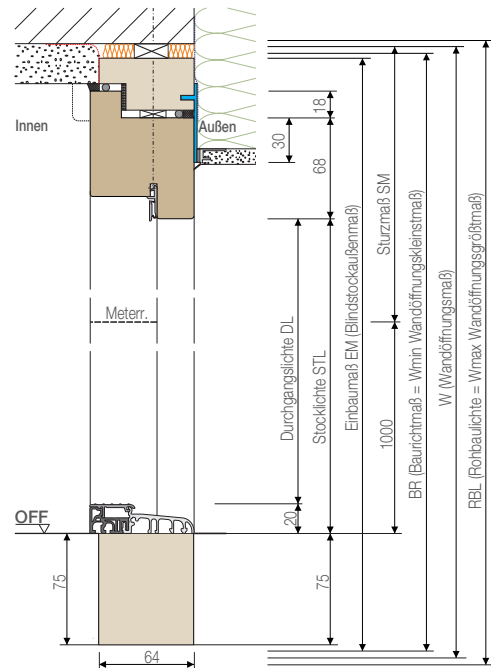 Innen
Außen
18
30
68
Meterr.
Durchgangslichte DL
Stocklichte STL
Einbaumaß EM (Blindstockaußenmaß)
Sturzmaß SM
1000
BR (Baurichtmaß = Wmin Wandöffnungskleinstmaß)
W (Wandöffnungsmaß)
RBL (Rohbaulichte = Wmax Wandöffnungsgrößtmaß)
OFF
20
75
75
64